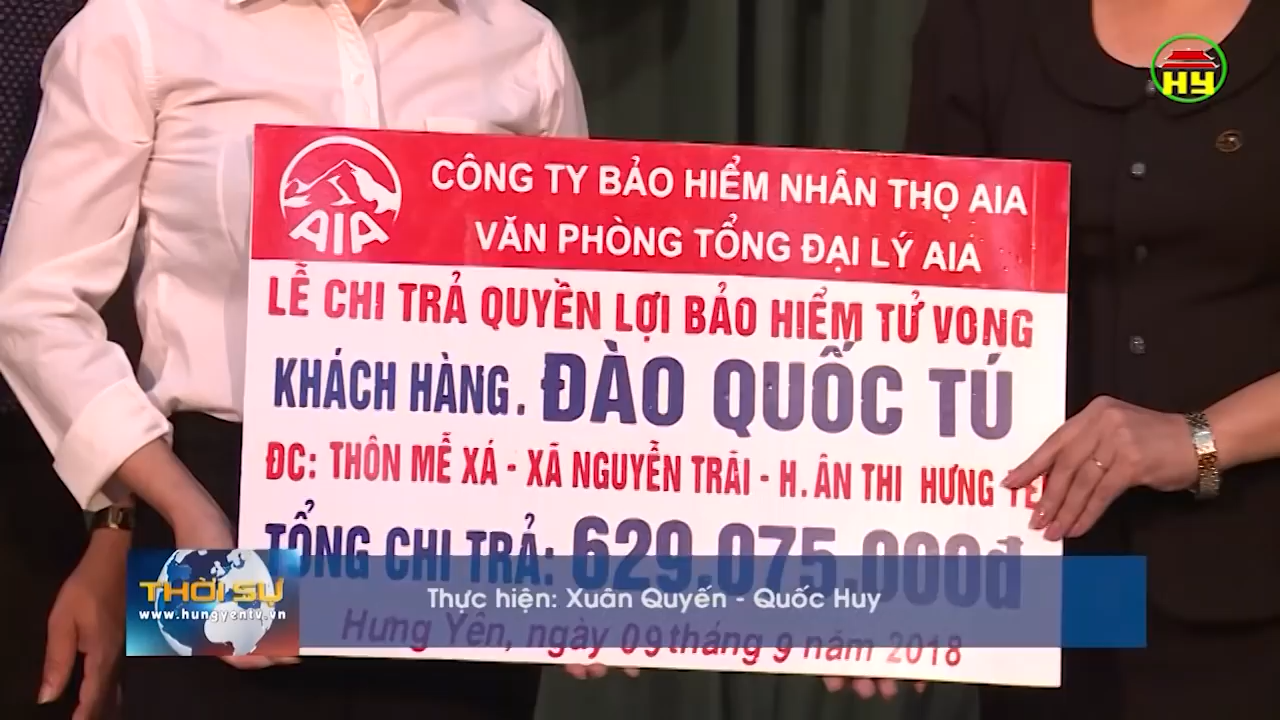 HY
AIA
CÔNG TY BẢO HIỂM NHÂN THỌ AIA
VĂN PHÒNG TỔNG ĐẠI LÝ AIA
LỄ CHI TRẢ QUYỀN LỢI BẢO HIỂM TỬ VONG
KHÁCH HÀNG. ĐÀO QUỐC TÚ
ĐC: THÔN MỄ XÁ - XÃ NGUYỄN TRÃI - H. ÂN THI HƯNG
TỔNG CHI TRẢ: 629.075.000đ
THỜI SỰ
www.hungyentv.vn
Thực hiện: Xuân Quyến - Quốc Huy
Hưng Yên, ngày 09 tháng 9 năm 2018